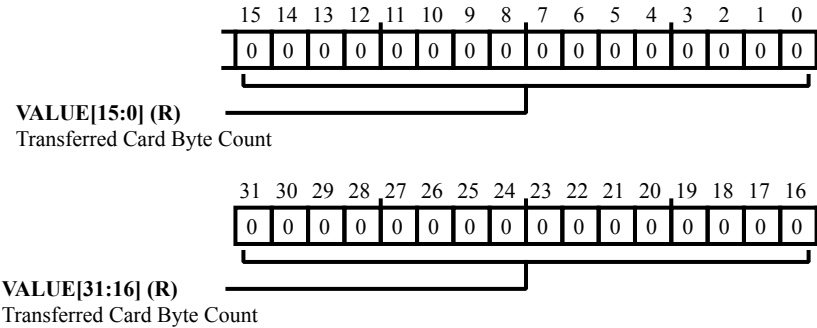 15 14 13 12 11 10 9 8 7 6 5 4 3 2 1 0
0 0 0 0 0 0 0 0 0 0 0 0 0 0 0 0
VALUE[15:0] (R)
Transferred Card Byte Count
31 30 29 28 27 26 25 24 23 22 21 20 19 18 17 16
0 0 0 0 0 0 0 0 0 0 0 0 0 0 0 0
VALUE[31:16] (R)
Transferred Card Byte Count